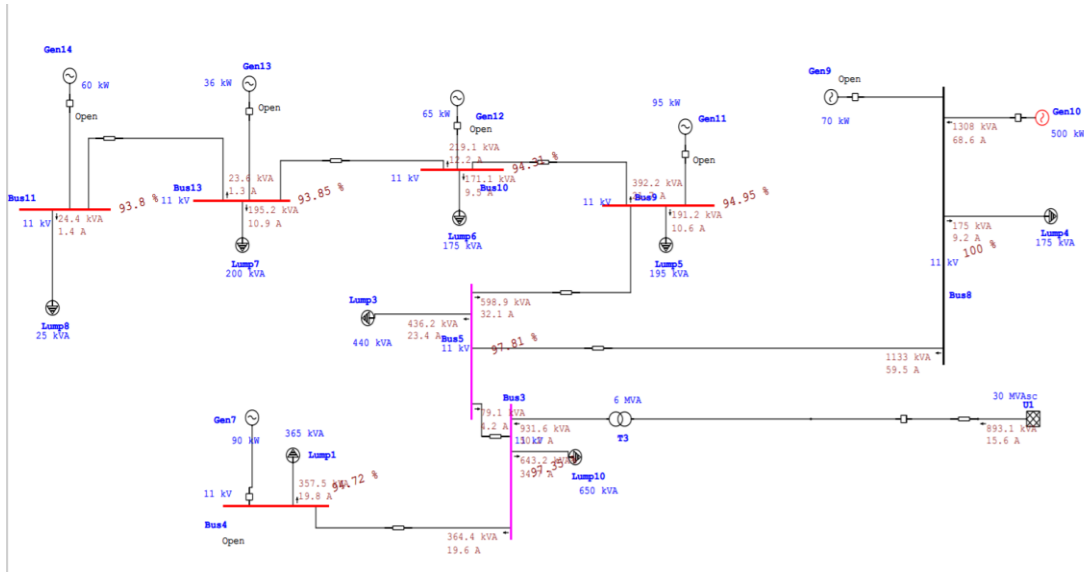 Gen14
60 kW
Open
Gen13
36 kW
Open
65 kW
Gen12
Open
95 kW
Gen11
Open
Gen9
Open
70 kW
Gen10
500 kW
1308 kVA
68.6 A
Bus11
11 kV
93.8 %
24.4 kVA
1.4 A
Lump8
25 kVA
Bus13
11 kV
23.6 kVA
1.3 A
93.85 %
195.2 kVA
10.9 A
Lump7
200 kVA
219.1 kVA
12.2 A
94.31 %
11 kV
171.1 kVA
9.5 A
Bus10
Lump6
175 kVA
392.2 kVA
Bus9
11 kV
94.95 %
191.2 kVA
10.6 A
Lump5
195 kVA
175 kVA
9.2 A
Lump4
175 kVA
100 %
11 kV
Bus8
Lump3
440 kVA
598.9 kVA
32.1 A
436.2 kVA
23.4 A
Bus5
11 kV
97.81 %
1133 kVA
59.5 A
Bus3
79.1 kVA
4.2 A
931.6 kVA
11 kV
6 MVA
T3
30 MVAsc
U1
893.1 kVA
15.6 A
643.2 kVA
97.35
Lump10
650 kVA
Gen7
90 kW
365 kVA
Lump1
357.5 kVA
19.8 A
94.72 %
11 kV
Bus4
Open
364.4 kVA
19.6 A